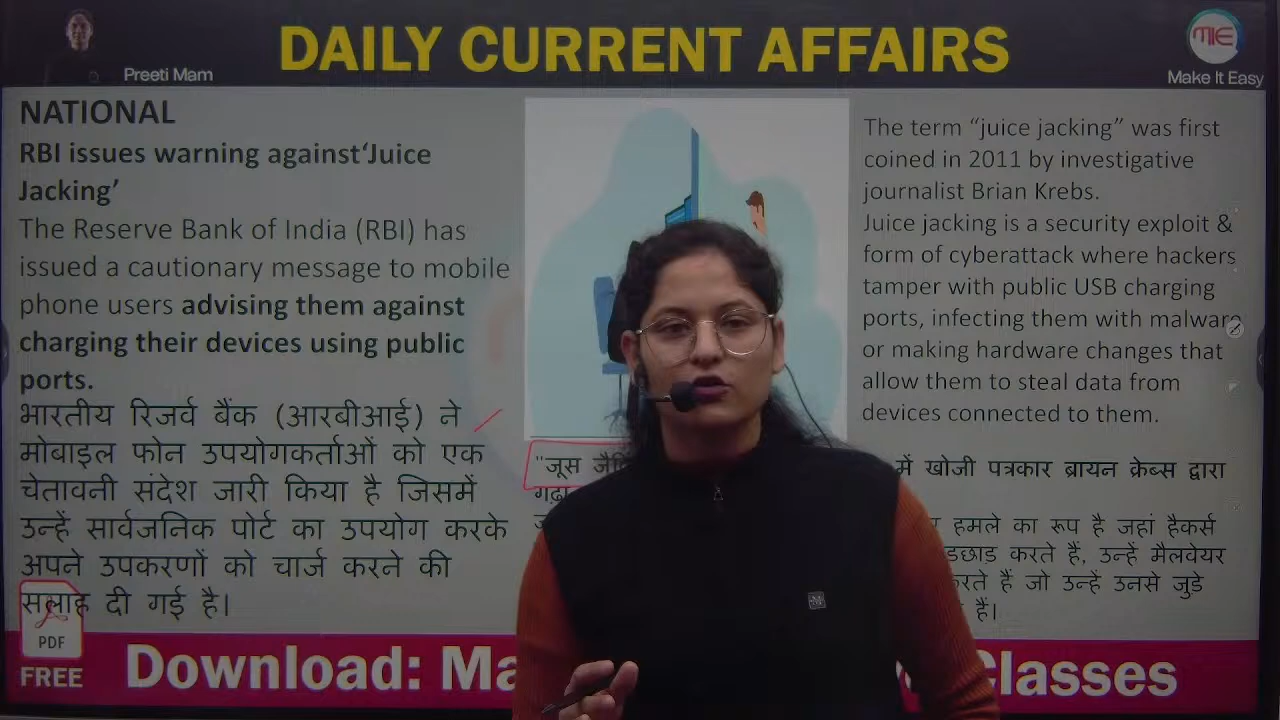 DAILY CURRENT AFFAIRS
Preeti Mam
MIE
Make It Easy
NATIONAL
RBI issues warning against‘Juice
Jacking’
The Reserve Bank of India (RBI) has
issued a cautionary message to mobile
phone users advising them against
charging their devices using public
ports.
भारतीय रिजर्व बैंक (आरबीआई) ने
मोबाइल फोन उपयोगकर्ताओं को एक
चेतावनी संदेश जारी किया है जिसमें
उन्हें सार्वजनिक पोर्ट का उपयोग करके
अपने उपकरणों को चार्ज करने की
सलाह दी गई है।
The term “juice jacking” was first
coined in 2011 by investigative
journalist Brian Krebs.
Juice jacking is a security exploit &
form of cyberattack where hackers
tamper with public USB charging
ports, infecting them with malware
or making hardware changes that
allow them to steal data from
devices connected to them.
"जूस में खोजी पत्रकार ब्रायन क्रेब्स द्वारा
गढ़ा
हमले का रूप है जहां हैकर्स
करते हैं, उन्हें मैलवेयर
हैं जो उन्हें उनसे जुड़े
हैं।
PDF
FREE
Download: Classes